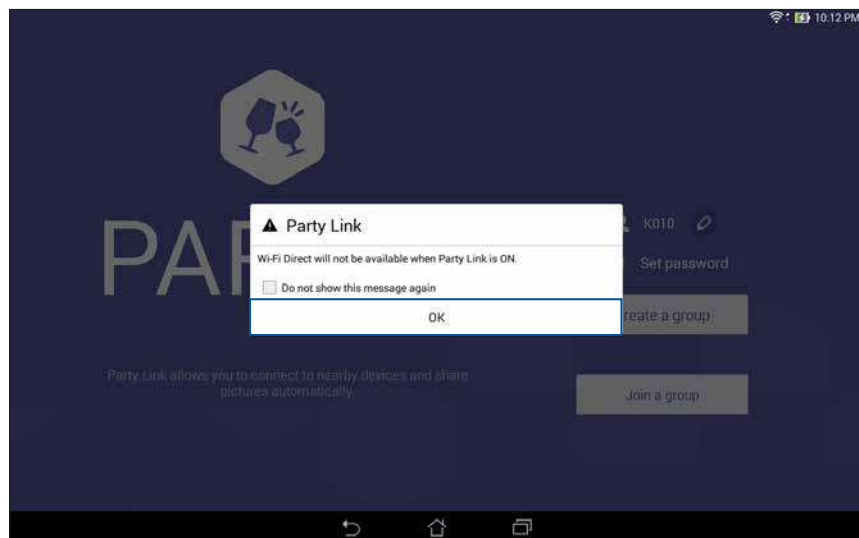 10:12 PM
PAR
Party Link
Wi-Fi Direct will not be available when Party Link is ON.
Do not show this message again
OK
K010
Set password
reate a group
Party Link allows you to connect to nearby devices and share
pictures automatically.
Join a group